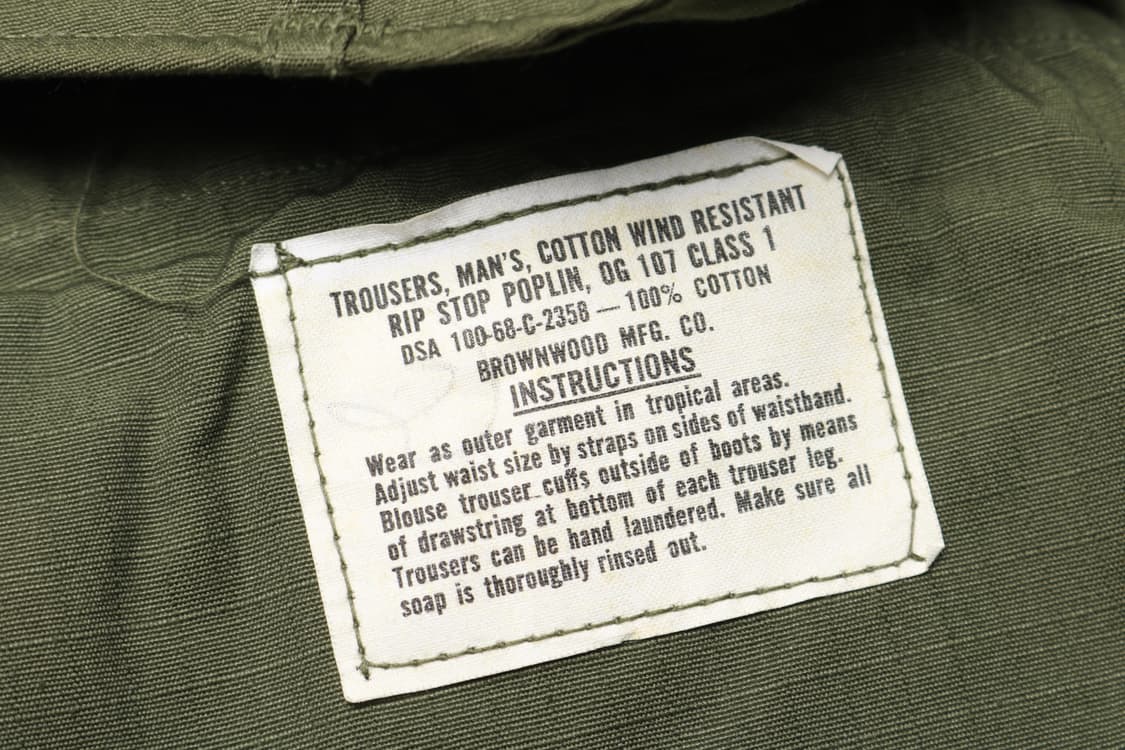 TROUSERS, MAN'S, COTTON WIND RESISTANT
RIP STOP POPLIN, OG 107 CLASS 1
DSA 100-68-C-2358 — 100% COTTON
BROWNWOOD MFG. CO.
INSTRUCTIONS
Wear as outer garment in tropical areas.
Adjust waist size by straps on sides of waistband.
Blouse trouser cuffs outside of boots by means
of drawstring at bottom of each trouser leg.
Trousers can be hand laundered. Make sure all
soap is thoroughly rinsed out.